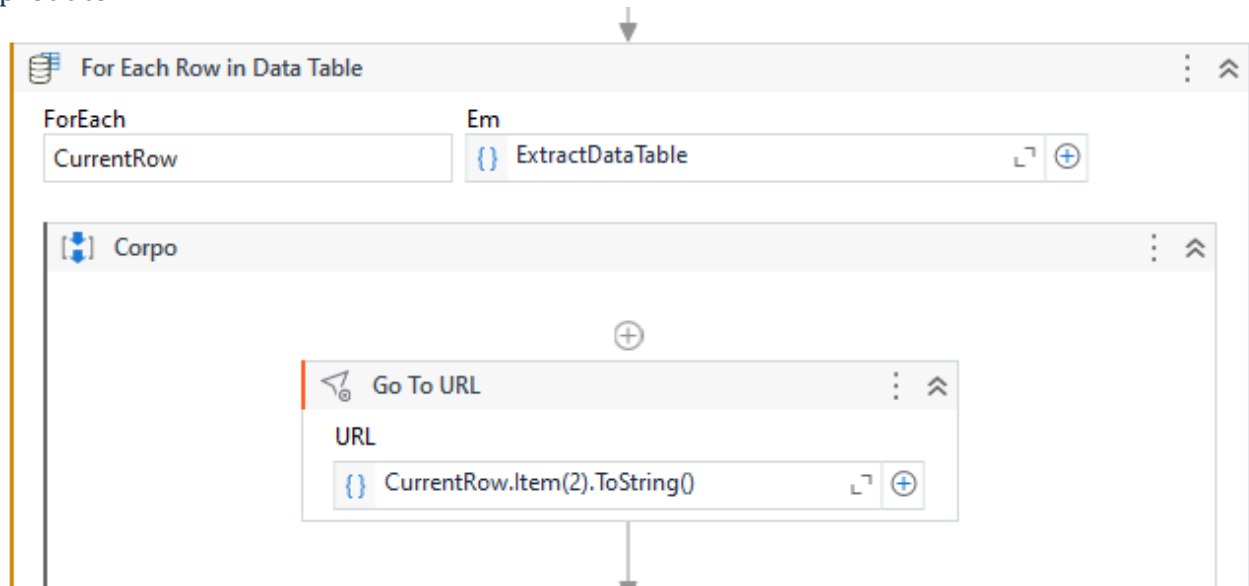 For Each Row in Data Table
ForEach
Em
CurrentRow
{} ExtractDataTable
Corpo
Go To URL
URL
{} CurrentRow.Item(2).ToString()